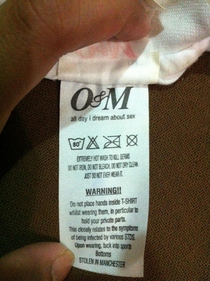 O&M
all day i dream about sex
80°
EXTREMELY HOT WASH TO KILL GERMS
DO NOT IRON, DO NOT BLEACH, DO NOT DRY CLEAN.
JUST DO NOT EVER WEAR IT.
WARNING!!
Do not place hands inside T-SHIRT
whilst wearing them, in perticular to
hold your private parts.
This closely relates to the symptoms
of being infected by various STDS.
Upon wearing, tuck into sports
Bottoms
STOLEN IN MANCHESTER